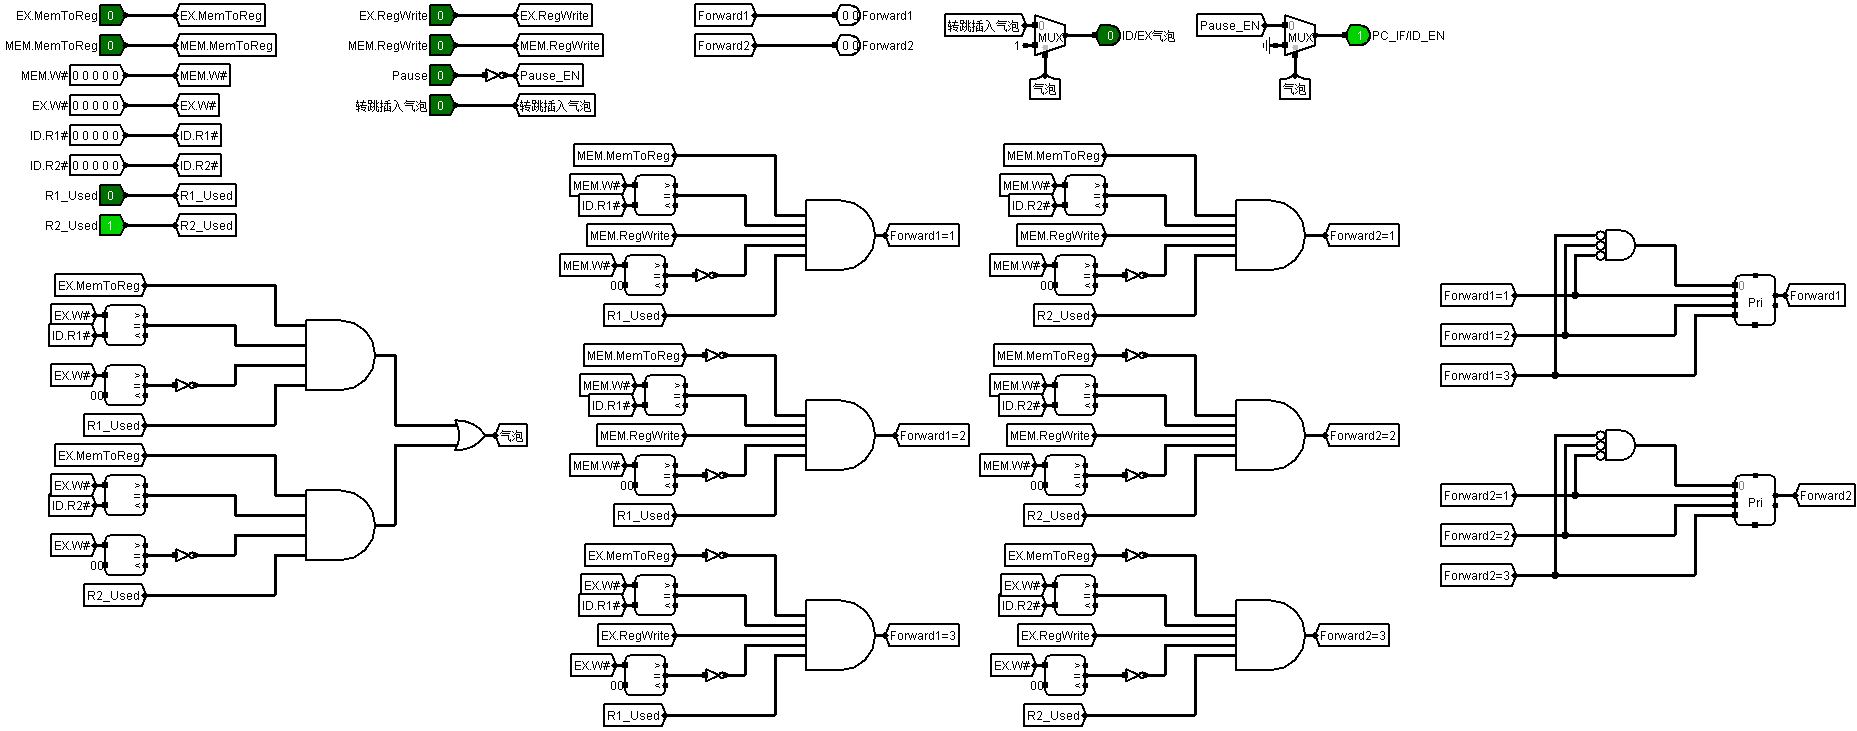 EX.MemToReg 0 EX.MemToReg
MEM.MemToReg 0 MEM.MemToReg
MEM.W# 0 0 0 0 0 MEM.W#
EX.W# 0 0 0 0 0 EX.W#
ID.R1# 0 0 0 0 0 ID.R1#
ID.R2# 0 0 0 0 0 ID.R2#
R1_Used 0 R1_Used
R2_Used 1 R2_Used
EX.RegWrite 0 EX.RegWrite
MEM.RegWrite 0 MEM.RegWrite
Pause 0 Pause_EN
转跳插入气泡 0 转跳插入气泡
Forward1 0 0 Forward1
Forward2 0 0 Forward2
转跳插入气泡 0
1 MUX 0 ID/EX气泡
气泡
Pause_EN 0
MUX 1 PC_IF/ID_EN
气泡
EX.MemToReg
EX.W#
ID.R1#
> = <
EX.W#
00
> = <
R1_Used
EX.MemToReg
EX.W#
ID.R2#
> = <
EX.W#
00
> = <
R2_Used
气泡
MEM.MemToReg
MEM.W#
ID.R1#
> = <
MEM.RegWrite
Forward1=1
MEM.W#
00
> = <
R1_Used
MEM.MemToReg
MEM.W#
ID.R1#
> = <
MEM.RegWrite
Forward1=2
MEM.W#
00
> = <
R1_Used
EX.MemToReg
EX.W#
ID.R1#
> = <
EX.RegWrite
Forward1=3
EX.W#
00
> = <
R1_Used
MEM.MemToReg
MEM.W#
ID.R2#
> = <
MEM.RegWrite
Forward2=1
MEM.W#
00
> = <
R2_Used
MEM.MemToReg
MEM.W#
ID.R2#
> = <
MEM.RegWrite
Forward2=2
MEM.W#
00
> = <
R2_Used
EX.MemToReg
EX.W#
ID.R2#
> = <
EX.RegWrite
Forward2=3
EX.W#
00
> = <
R2_Used
Forward1=1
Forward1=2
Forward1=3
0
Pri
Forward1
Forward2=1
Forward2=2
Forward2=3
0
Pri
Forward2